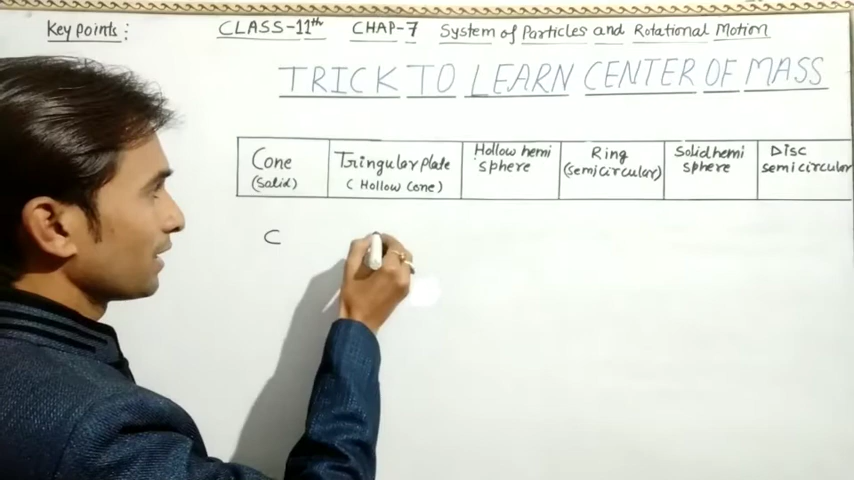 Key Points: CLASS-11th CHAP-7 System of Particles and Rotational Motion
TRICK TO LEARN CENTER OF MASS
Cone (Salid)
Tringular plate (Hollow Cone)
Hollow hemi sphere
Ring (semicircular)
Solid hemi sphere
Disc semicircular
C